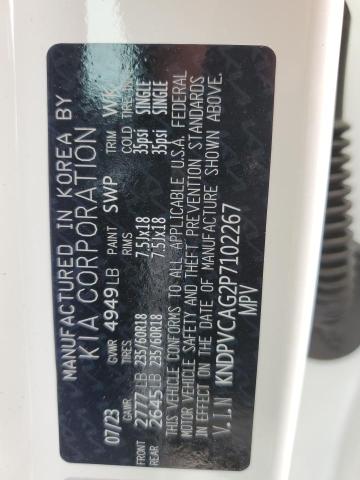 MANUFACTURED IN KOREA BY
KIA CORPORATION
07/23 GVWR 4949LB PAINT SWP TRIM WK
GAWR TIRES RIMS COLD TIRE INFL
FRONT 2777LB 235/60R18 7.5JX18 35psi SINGLE
REAR 2645LB 235/60R18 7.5JX18 35psi SINGLE
THIS VEHICLE CONFORMS TO ALL APPLICABLE U.S.A. FEDERAL
MOTOR VEHICLE SAFETY AND THEFT PREVENTION STANDARDS
IN EFFECT ON THE DATE OF MANUFACTURE SHOWN ABOVE.
V.I.N KNDPVCAG2P7102267
MPV